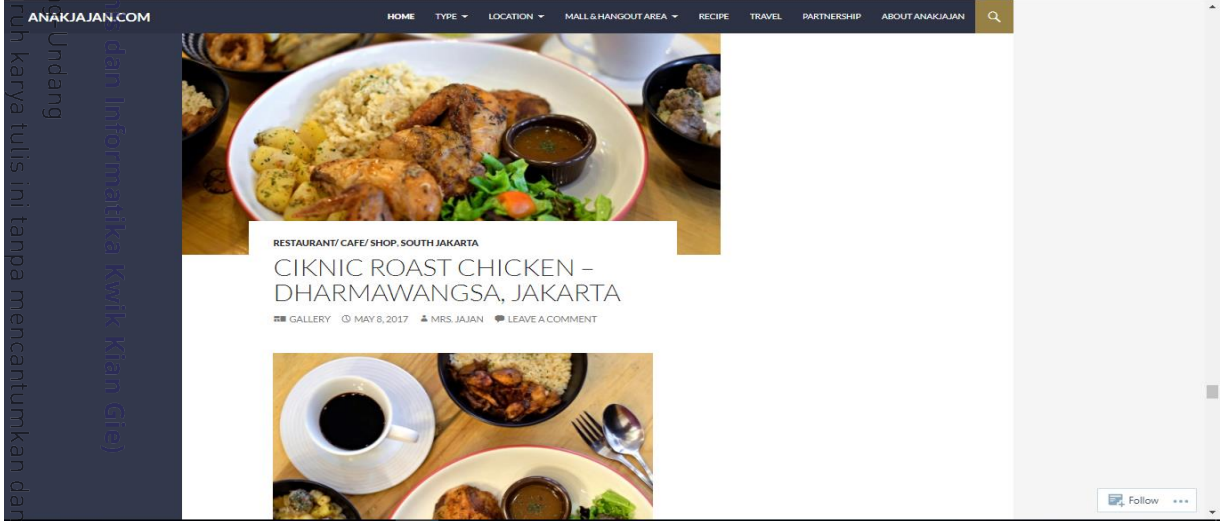 ANAKJAJAN.COM
HOME TYPE LOCATION MALL & HANGOUT AREA RECIPE TRAVEL PARTNERSHIP ABOUT ANAKJAJAN
RESTAURANT/ CAFE/ SHOP, SOUTH JAKARTA
CIKNIC ROAST CHICKEN –
DHARMAWANGSA, JAKARTA
GALLERY MAY 8, 2017 MRS. JAJAN LEAVE A COMMENT
Follow
dan Informatika Kwik Kian Gie)
Undang
karya tulis ini tanpa mencantumkan dan